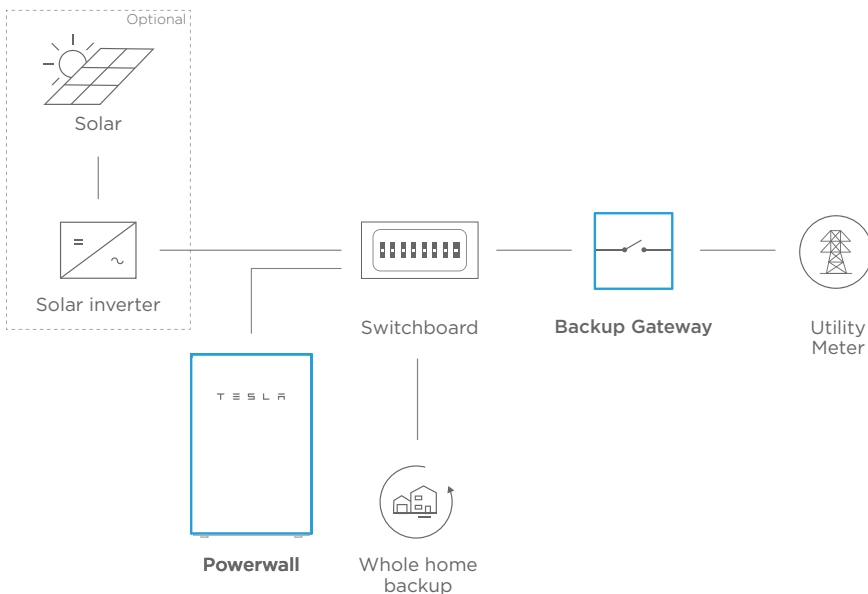 Optional
Solar
Solar inverter
Switchboard
Backup Gateway
Utility
Meter
TESLA
Powerwall
Whole home
backup